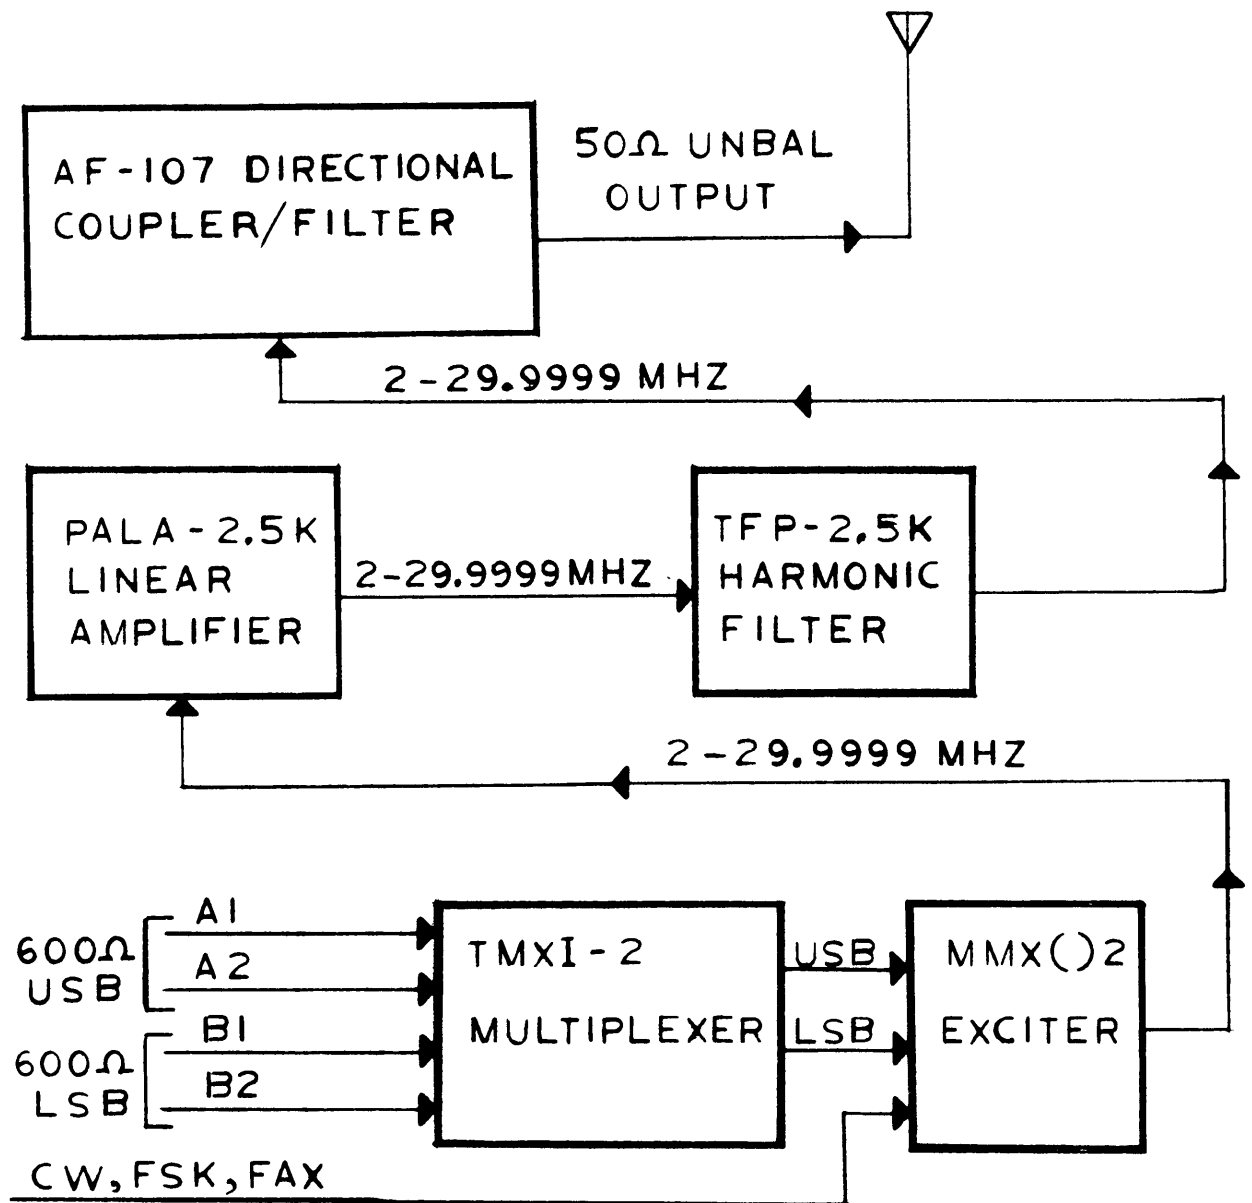 AF-107 DIRECTIONAL
COUPLER/FILTER
50Ω UNBAL
OUTPUT
2-29.9999 MHZ
PALA-2.5K
LINEAR
AMPLIFIER
2-29.9999MHZ
TFP-2.5K
HARMONIC
FILTER
2-29.9999 MHZ
600Ω
USB
A1
A2
600Ω
LSB
B1
B2
TMXI-2
MULTIPLEXER
USB
LSB
MMX()2
EXCITER
CW,FSK,FAX